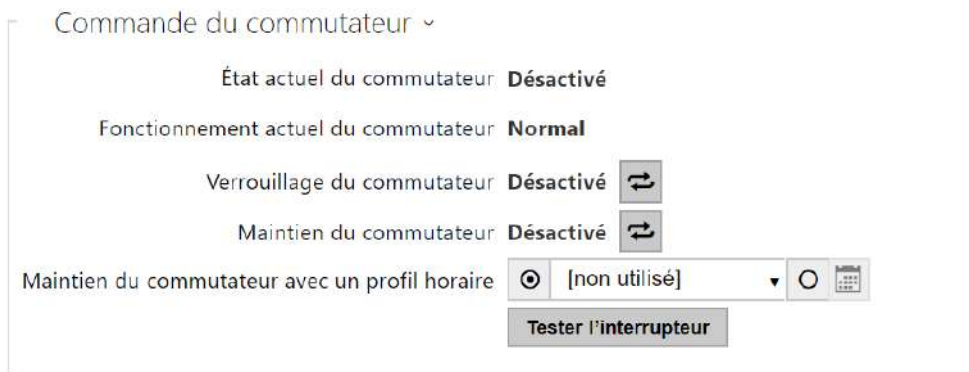 Commande du commutateur
État actuel du commutateur Désactivé
Fonctionnement actuel du commutateur Normal
Verrouillage du commutateur Désactivé
Maintien du commutateur Désactivé
Maintien du commutateur avec un profil horaire [non utilisé]
Tester l'interrupteur